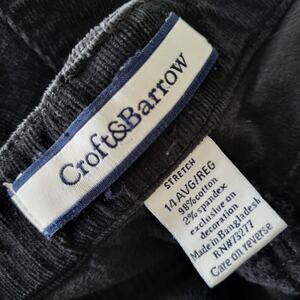 Croft&Barrow
STRETCH
14 AVG/REG
98%cotton
2%spandex
exclusive on
decoration
Made in Bangladesh
RN#73277
Care on reverse